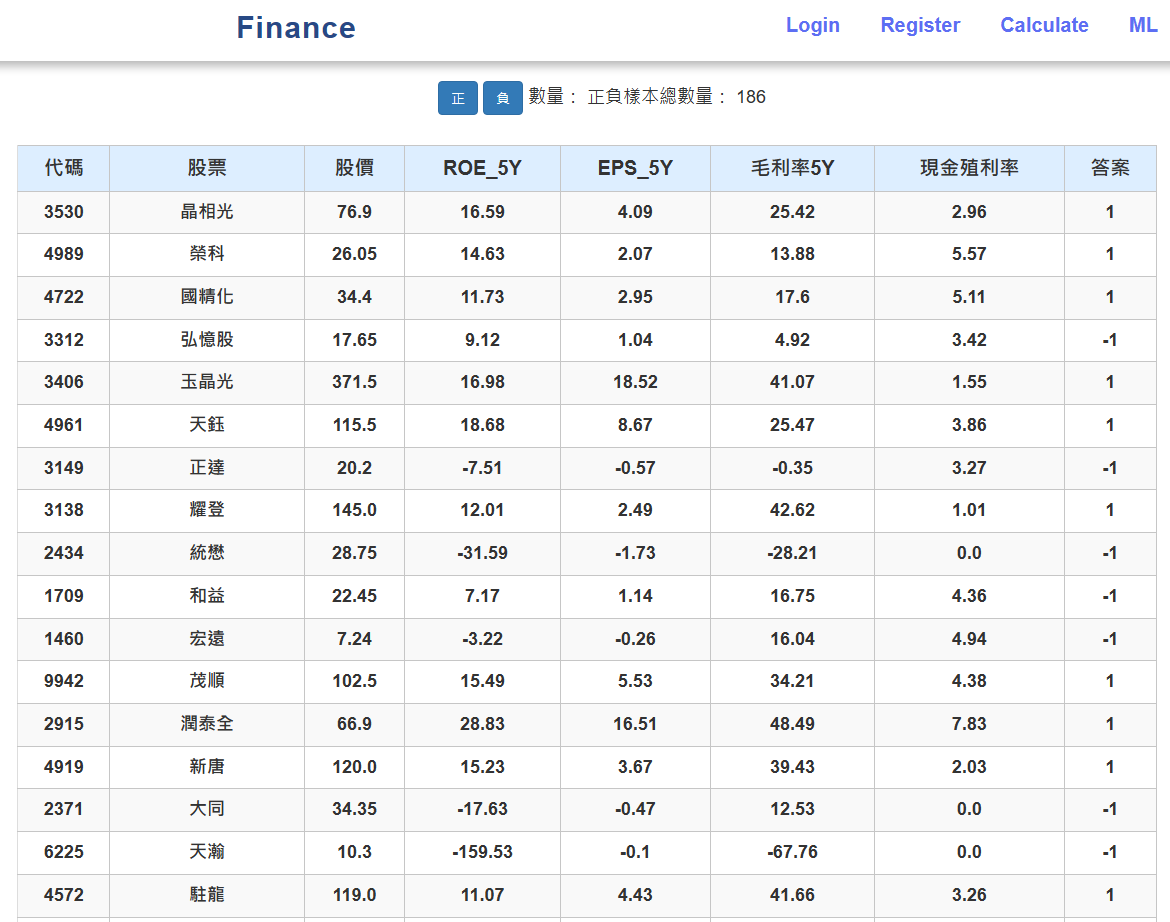 Finance Login Register Calculate ML
正 負 數量： 正負樣本總數量： 186
代碼 股票 股價 ROE_5Y EPS_5Y 毛利率5Y 現金殖利率 答案
3530 晶相光 76.9 16.59 4.09 25.42 2.96 1
4989 榮科 26.05 14.63 2.07 13.88 5.57 1
4722 國精化 34.4 11.73 2.95 17.6 5.11 1
3312 弘憶股 17.65 9.12 1.04 4.92 3.42 -1
3406 玉晶光 371.5 16.98 18.52 41.07 1.55 1
4961 天鈺 115.5 18.68 8.67 25.47 3.86 1
3149 正達 20.2 -7.51 -0.57 -0.35 3.27 -1
3138 耀登 145.0 12.01 2.49 42.62 1.01 1
2434 統懋 28.75 -31.59 -1.73 -28.21 0.0 -1
1709 和益 22.45 7.17 1.14 16.75 4.36 -1
1460 宏遠 7.24 -3.22 -0.26 16.04 4.94 -1
9942 茂順 102.5 15.49 5.53 34.21 4.38 1
2915 潤泰全 66.9 28.83 16.51 48.49 7.83 1
4919 新唐 120.0 15.23 3.67 39.43 2.03 1
2371 大同 34.35 -17.63 -0.47 12.53 0.0 -1
6225 天瀚 10.3 -159.53 -0.1 -67.76 0.0 -1
4572 駐龍 119.0 11.07 4.43 41.66 3.26 1